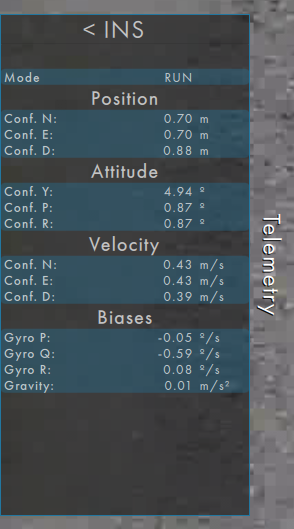 < INS
Mode RUN
Position
Conf. N: 0.70 m
Conf. E: 0.70 m
Conf. D: 0.88 m
Attitude
Conf. Y: 4.94 º
Conf. P: 0.87 º
Conf. R: 0.87 º
Velocity
Conf. N: 0.43 m/s
Conf. E: 0.43 m/s
Conf. D: 0.39 m/s
Biases
Gyro P: -0.05 º/s
Gyro Q: -0.59 º/s
Gyro R: 0.08 º/s
Gravity: 0.01 m/s²
Telemetry